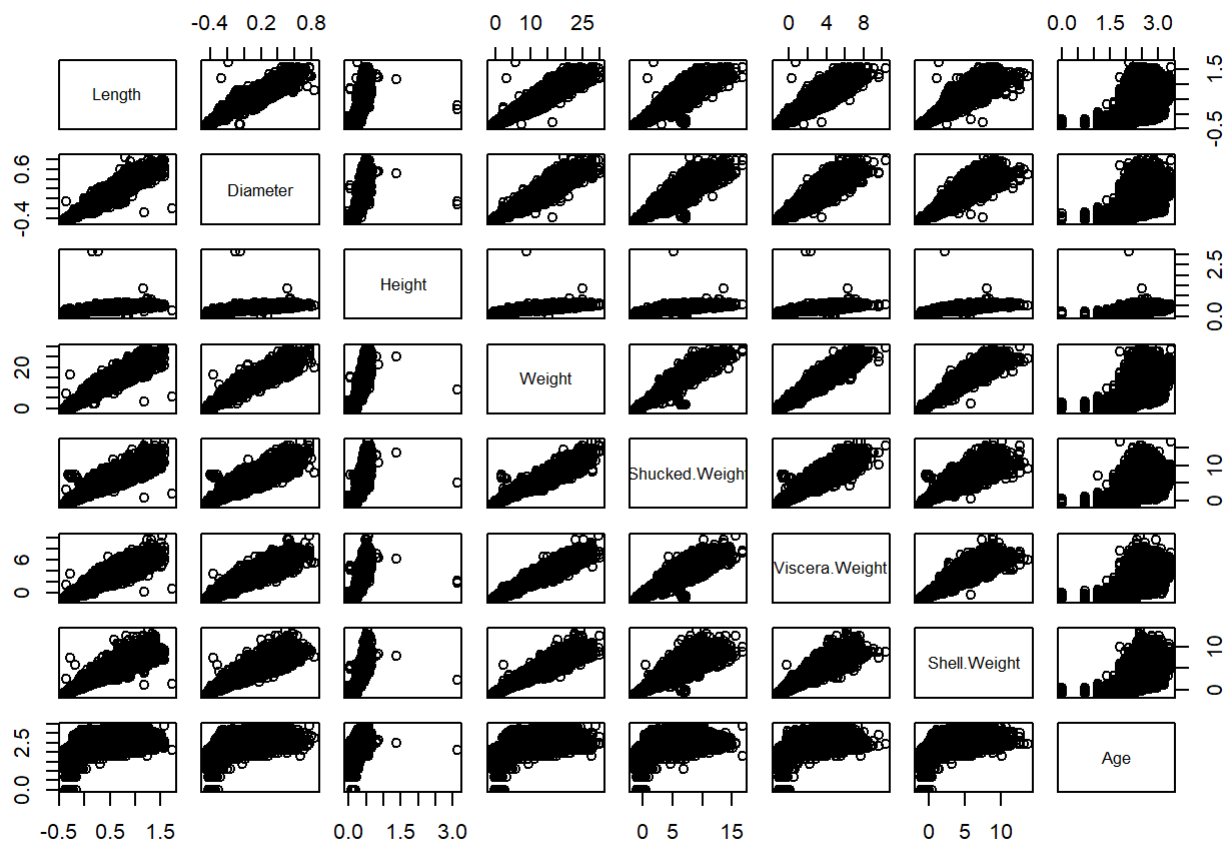 -0.4 0.2 0.8 0 10 25 0 4 8 0.0 1.5 3.0
Length -0.5 1.5
-0.4 0.6 Diameter
Height 0.0 2.5
0 20 Weight
Shucked.Weight 0 10
0 6 Viscera.Weight
Shell.Weight 0 10
0.0 2.5 Age
-0.5 0.5 1.5 0.0 1.5 3.0 0 5 15 0 5 10